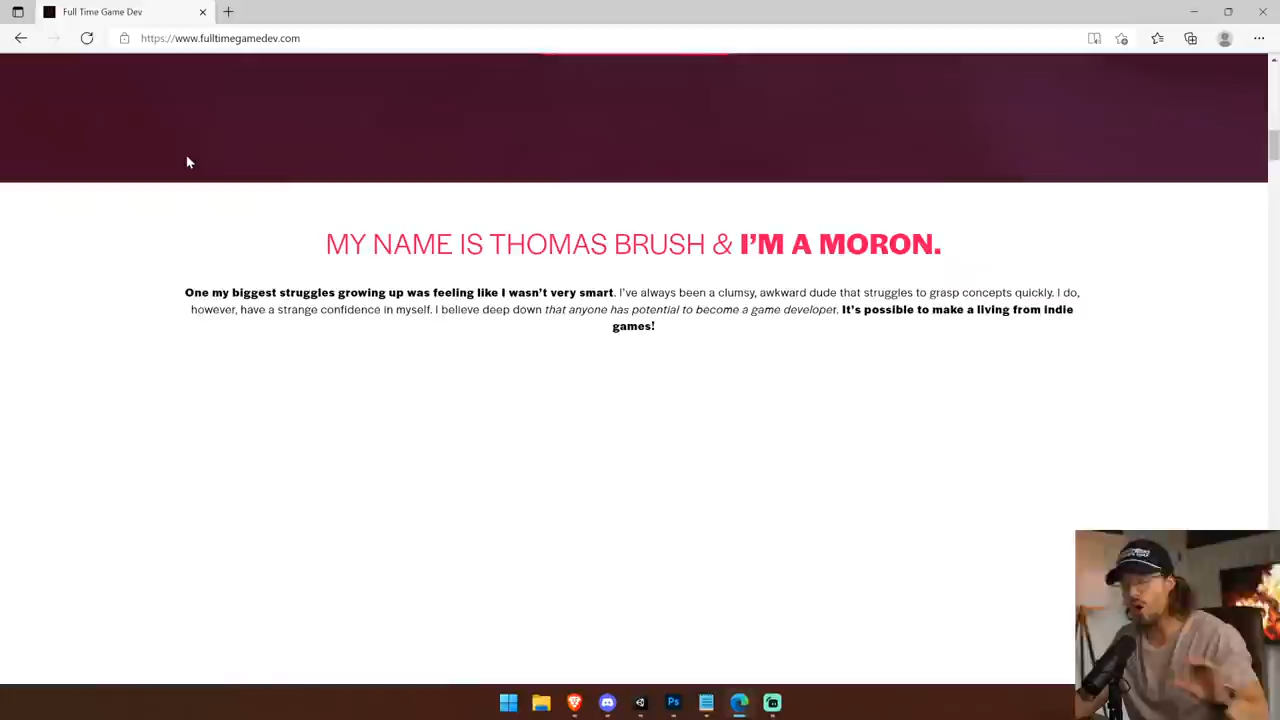 Full Time Game Dev
https://www.fulltimegamedev.com
MY NAME IS THOMAS BRUSH & I'M A MORON.
One my biggest struggles growing up was feeling like I wasn't very smart. I've always been a clumsy, awkward dude that struggles to grasp concepts quickly. I do,
however, have a strange confidence in myself. I believe deep down that anyone has potential to become a game developer. It's possible to make a living from indie
games!
Ps